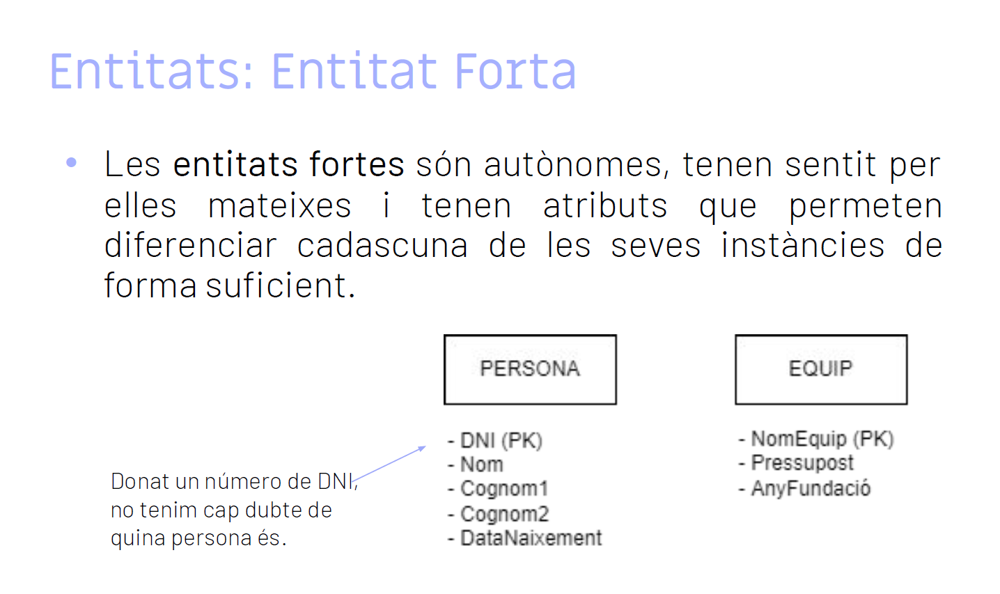 Entitats: Entitat Forta
• Les entitats fortes són autònomes, tenen sentit per
elles mateixes i tenen atributs que permeten
diferenciar cadascuna de les seves instàncies de
forma suficient.
PERSONA
- DNI (PK)
- Nom
- Cognom1
- Cognom2
- DataNaixement
EQUIP
- NomEquip (PK)
- Pressupost
- AnyFundació
Donat un número de DNI,
no tenim cap dubte de
quina persona és.